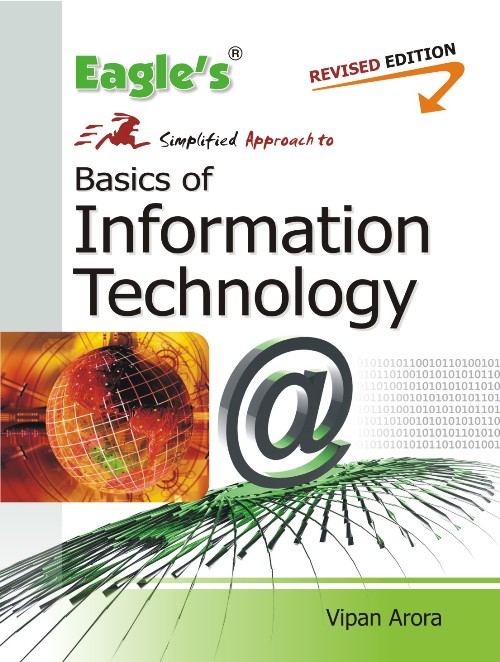 Eagle's®
REVISED EDITION
Simplified Approach to
Basics of
Information
Technology
@
Vipan Arora